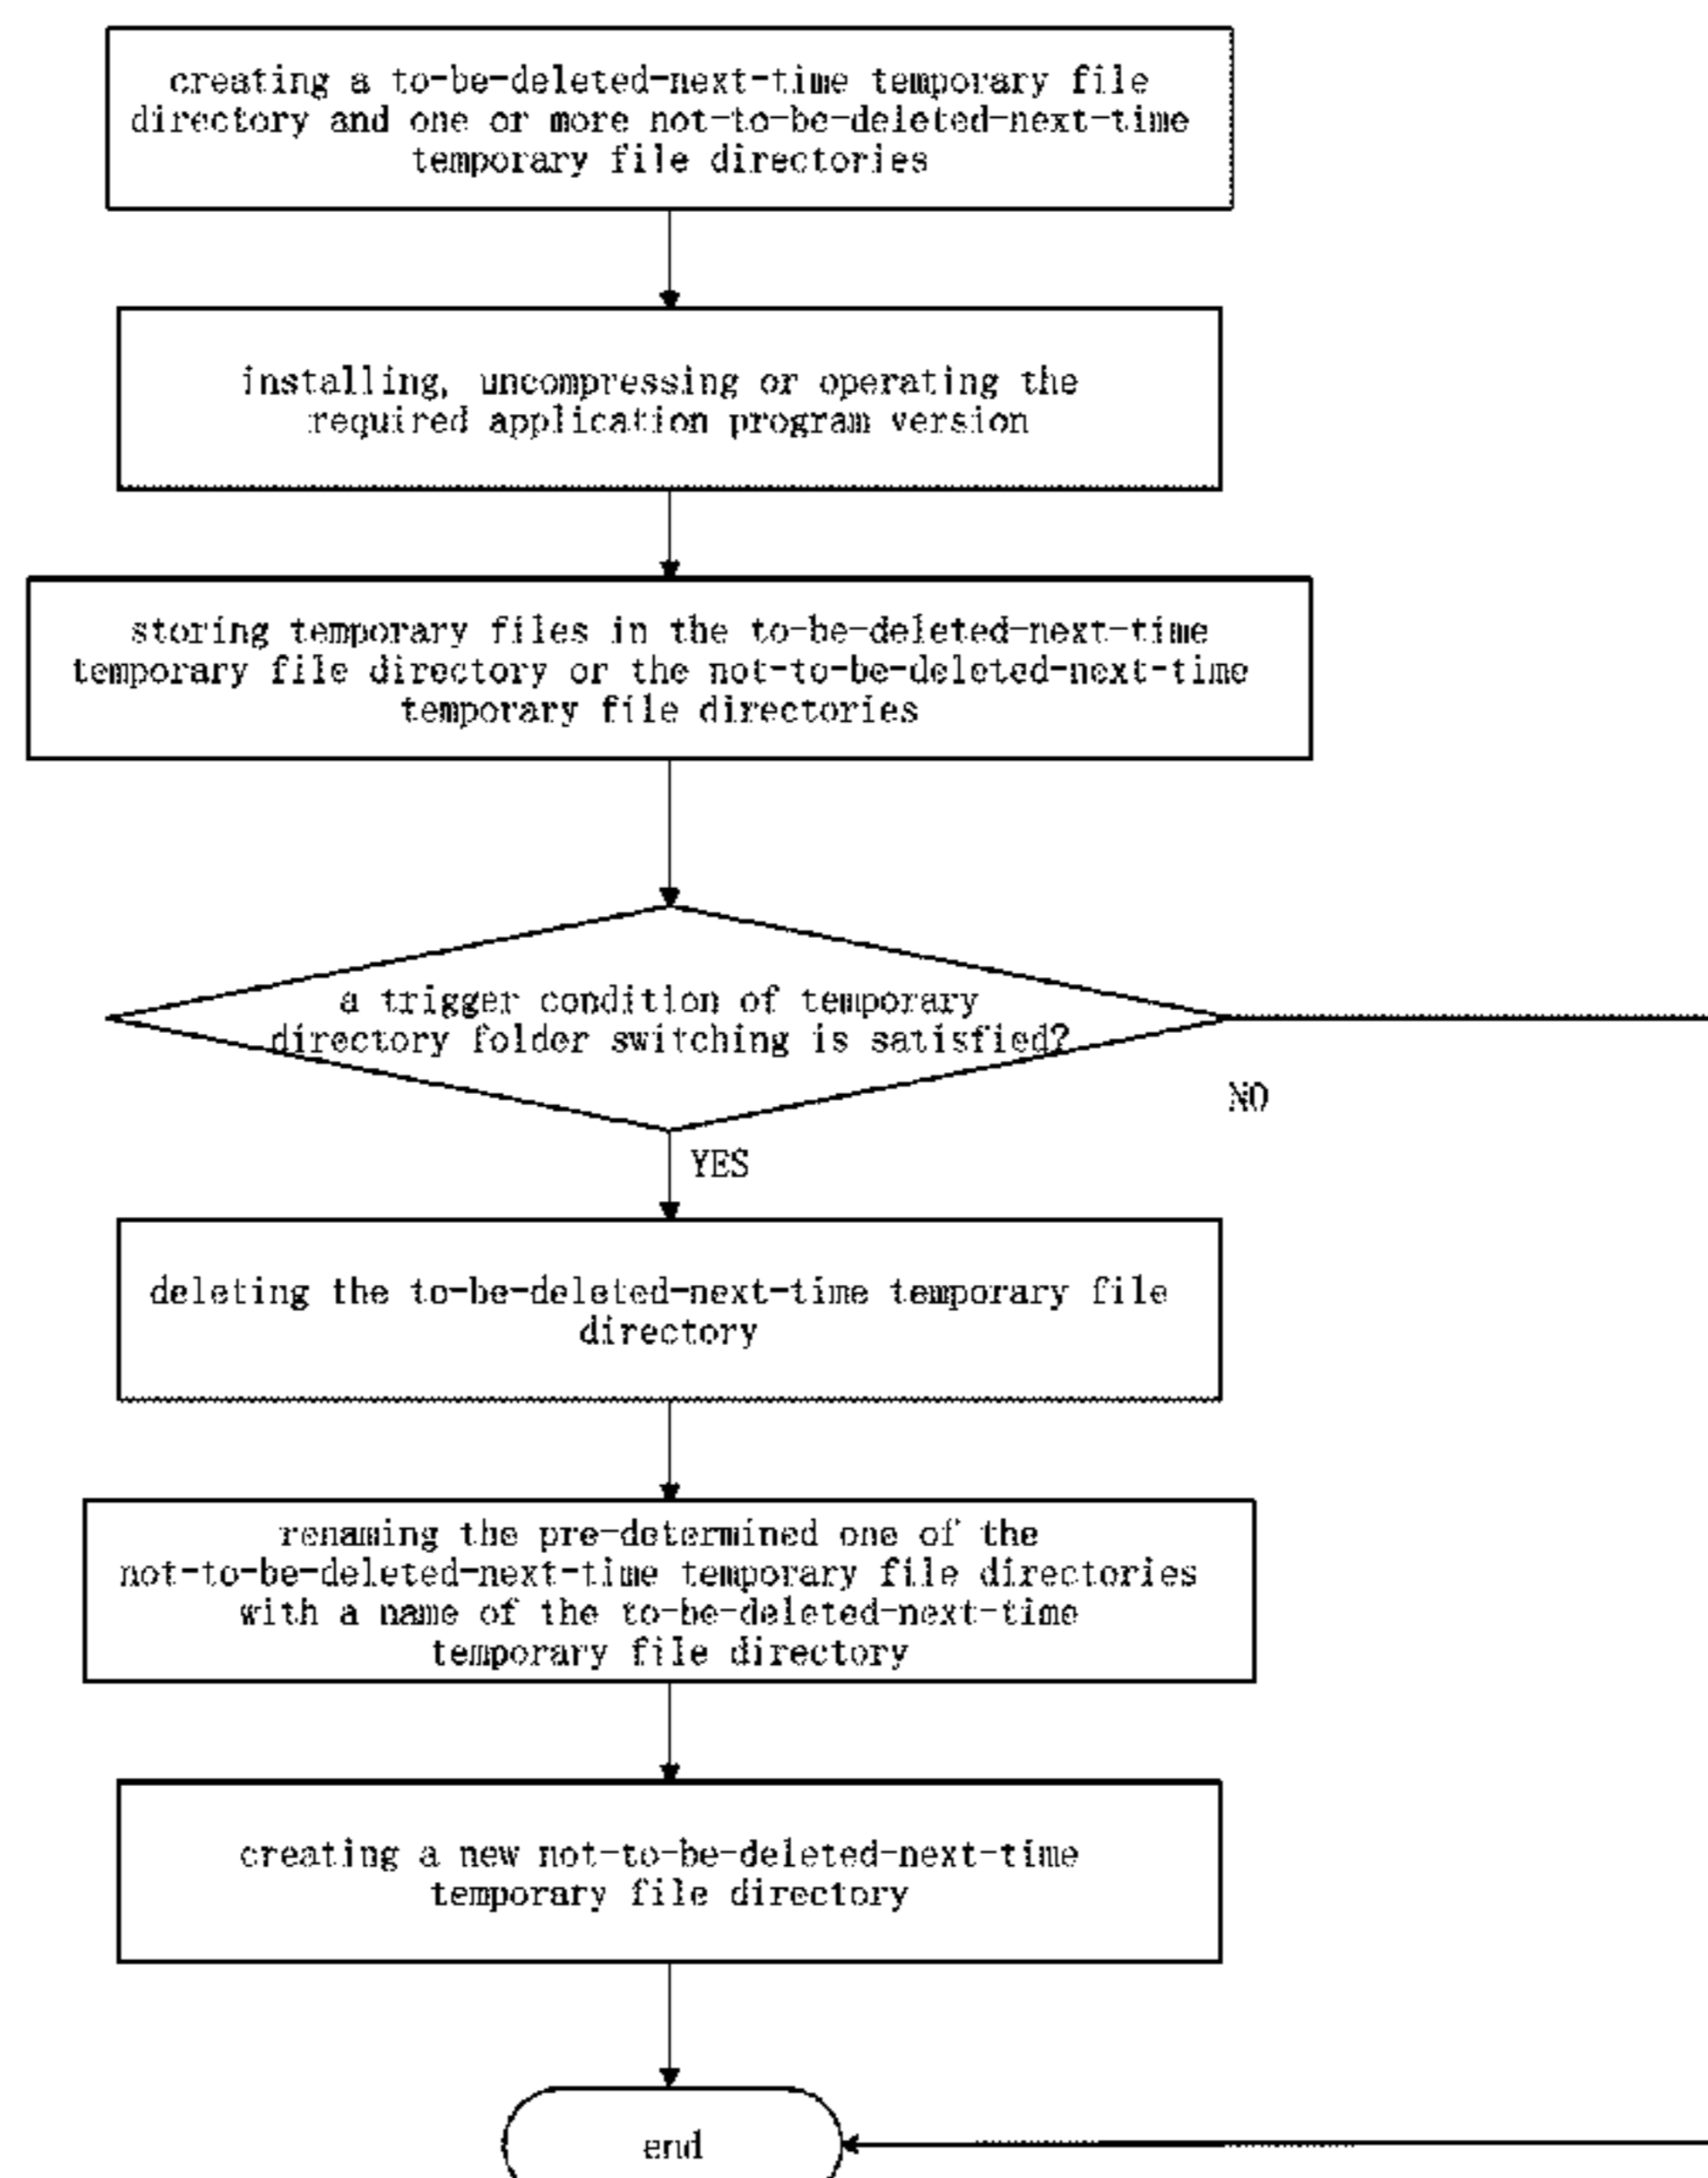 creating a to-be-deleted-next-time temporary file
directory and one or more not-to-be-deleted-next-time
temporary file directories
installing, uncompressing or operating the
required application program version
storing temporary files in the to-be-deleted-next-time
temporary file directory or the not-to-be-deleted-next-time
temporary file directories
a trigger condition of temporary
directory folder switching is satisfied?
NO
YES
deleting the to-be-deleted-next-time temporary file
directory
renaming the pre-determined one of the
not-to-be-deleted-next-time temporary file directories
with a name of the to-be-deleted-next-time
temporary file directory
creating a new not-to-be-deleted-next-time
temporary file directory
end